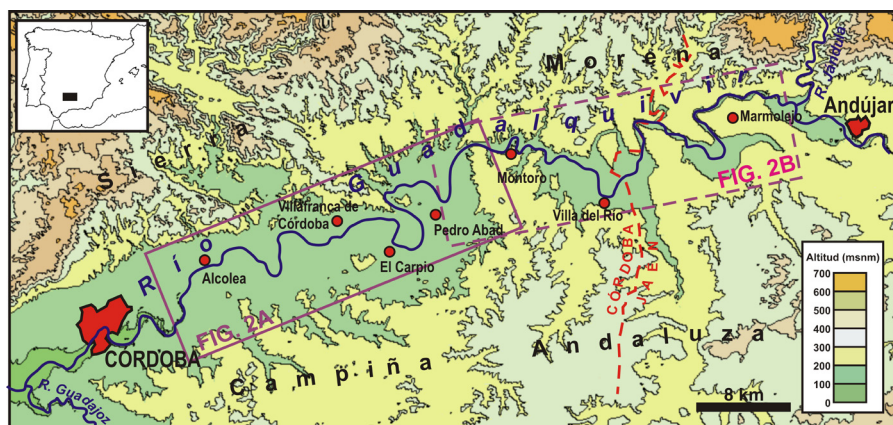 Sierra Morena
Río Guadalquivir
R. Jándula
Andújar
Marmolejo
Montoro
FIG. 2B
Villafranca de
Córdoba
Pedro Abad
Villa del Río
Alcolea
El Carpio
CÓRDOBA
JAEN
FIG. 2A
CÓRDOBA
R. Guadajoz
Campiña Andaluza
8 km
Altitud (msnm)
700
600
500
400
300
200
100
0